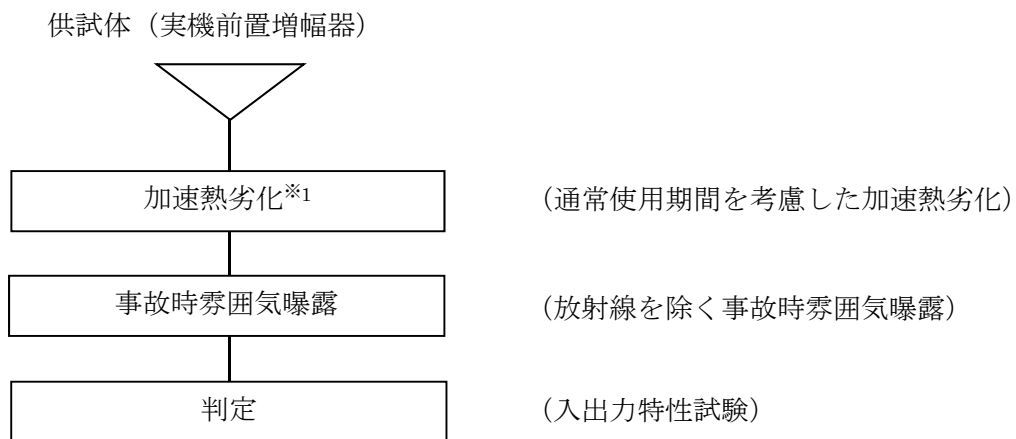 供試体（実機前置増幅器）
加速熱劣化※1 （通常使用期間を考慮した加速熱劣化）
事故時雰囲気曝露 （放射線を除く事故時雰囲気曝露）
判定 （入出力特性試験）